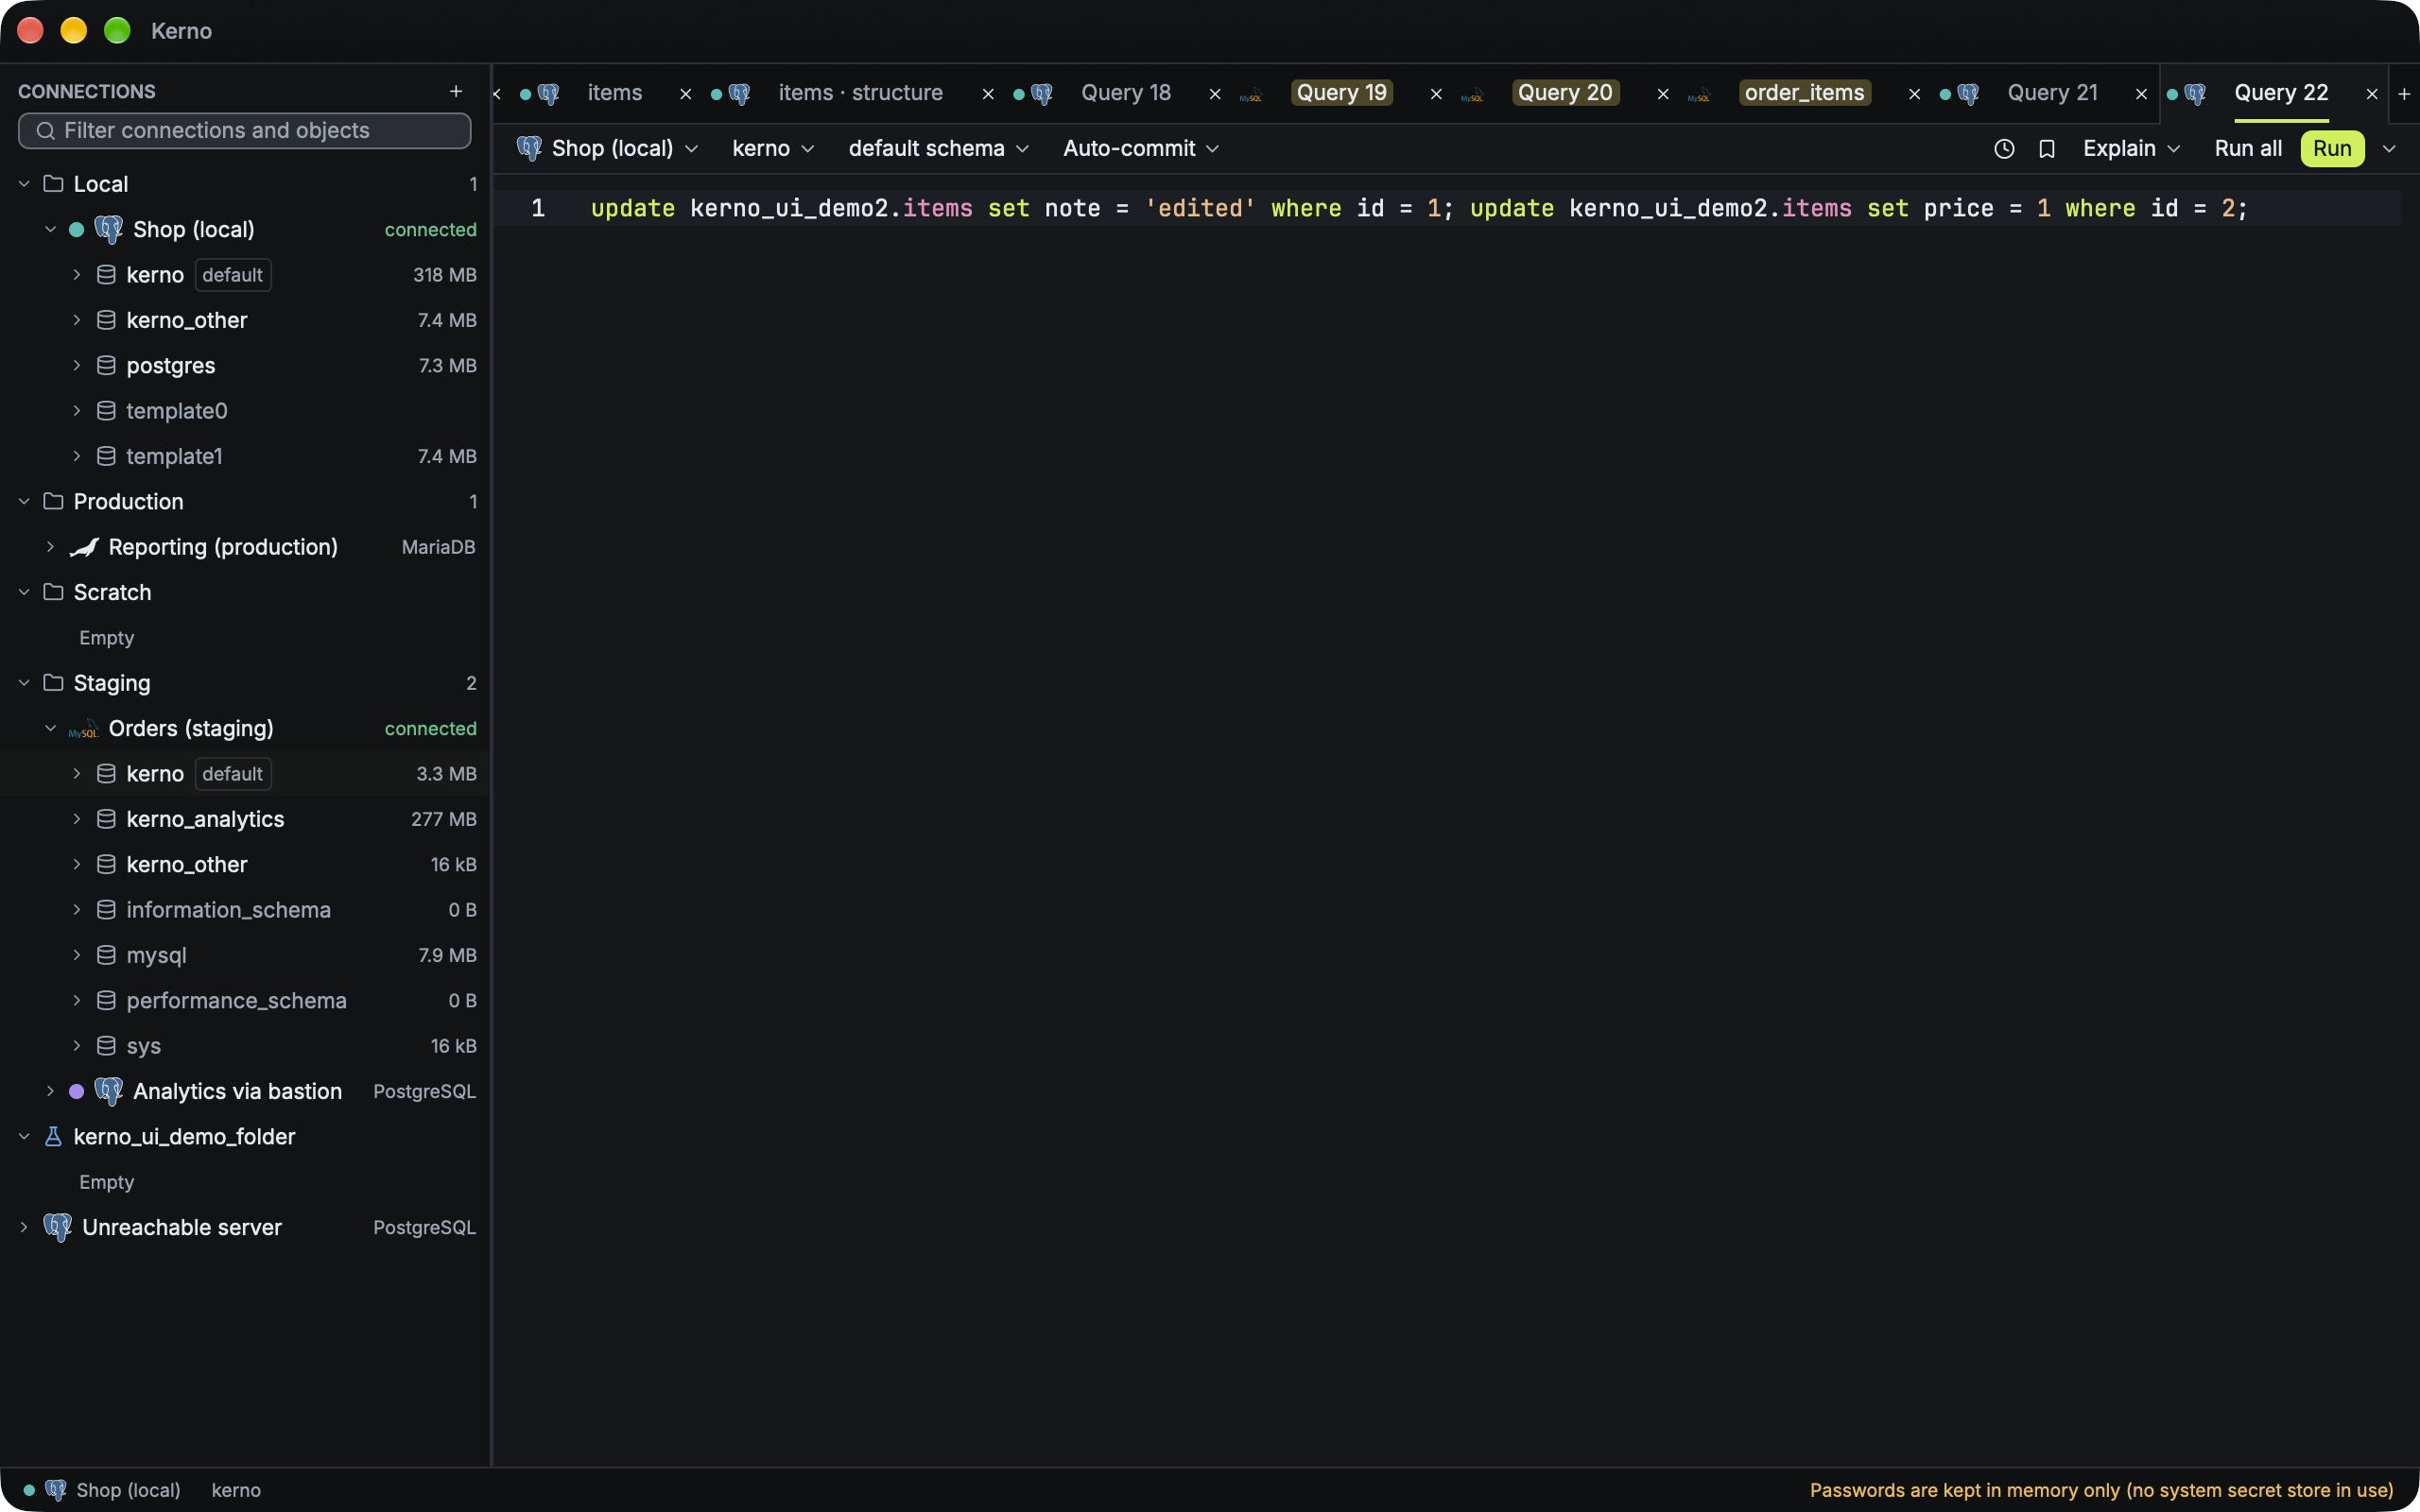 Kerno
CONNECTIONS
Filter connections and objects
Local 1
Shop (local) connected
kerno default 318 MB
kerno_other 7.4 MB
postgres 7.3 MB
template0
template1 7.4 MB
Production 1
Reporting (production) MariaDB
Scratch
Empty
Staging 2
MySQL Orders (staging) connected
kerno default 3.3 MB
kerno_analytics 277 MB
kerno_other 16 kB
information_schema 0 B
mysql 7.9 MB
performance_schema 0 B
sys 16 kB
Analytics via bastion PostgreSQL
kerno_ui_demo_folder
Empty
Unreachable server PostgreSQL
items items · structure Query 18 MySQL Query 19 MySQL Query 20 MySQL order_items Query 21 Query 22
Shop (local) kerno default schema Auto-commit Explain Run all Run
1 update kerno_ui_demo2.items set note = 'edited' where id = 1; update kerno_ui_demo2.items set price = 1 where id = 2;
Shop (local) kerno Passwords are kept in memory only (no system secret store in use)